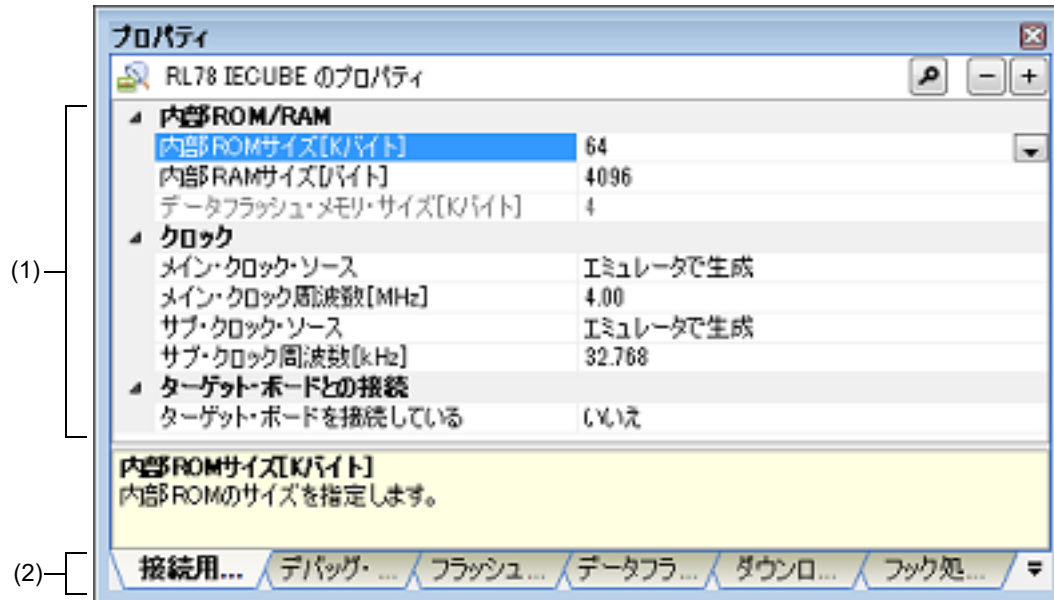 プロパティ
RL78 IECUBE のプロパティ
(1)
内部ROM/RAM
内部ROMサイズ[Kバイト] 64
内部RAMサイズ[バイト] 4096
データフラッシュ・メモリ・サイズ[Kバイト] 4
クロック
メイン・クロック・ソース エミュレータで生成
メイン・クロック周波数[MHz] 4.00
サブ・クロック・ソース エミュレータで生成
サブ・クロック周波数[kHz] 32.768
ターゲット・ボードとの接続
ターゲット・ボードを接続している いいえ
内部ROMサイズ[Kバイト]
内部ROMのサイズを指定します。
(2)
接続用... デバッグ・ ... フラッシュ... データフラ... ダウンロ... フック処...